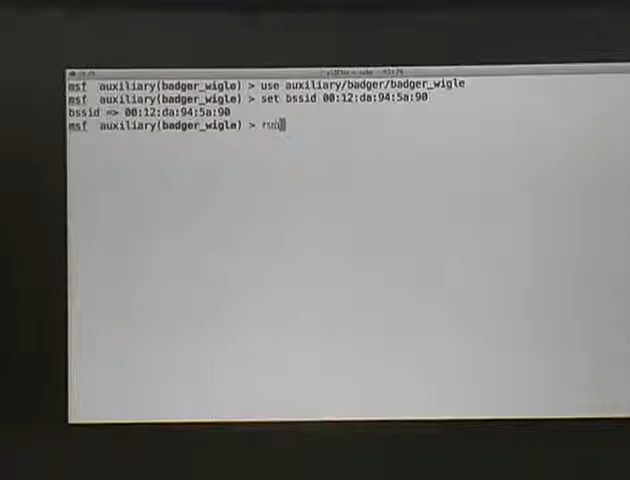 msf auxiliary(badger_wigle) > use auxiliary/badger/badger_wigle
msf auxiliary(badger_wigle) > set bssid 00:12:da:94:5a:90
bssid => 00:12:da:94:5a:90
msf auxiliary(badger_wigle) > run